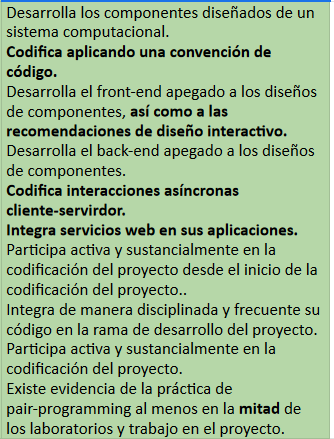 Desarrolla los componentes diseñados de un
sistema computacional.
Codifica aplicando una convención de
código.
Desarrolla el front-end apegado a los diseños
de componentes, así como a las
recomendaciones de diseño interactivo.
Desarrolla el back-end apegado a los diseños
de componentes.
Codifica interacciones asíncronas
cliente-servirdor.
Integra servicios web en sus aplicaciones.
Participa activa y sustancialmente en la
codificación del proyecto desde el inicio de la
codificación del proyecto..
Integra de manera disciplinada y frecuente su
código en la rama de desarrollo del proyecto.
Participa activa y sustancialmente en la
codificación del proyecto.
Existe evidencia de la práctica de
pair-programming al menos en la mitad de
los laboratorios y trabajo en el proyecto.